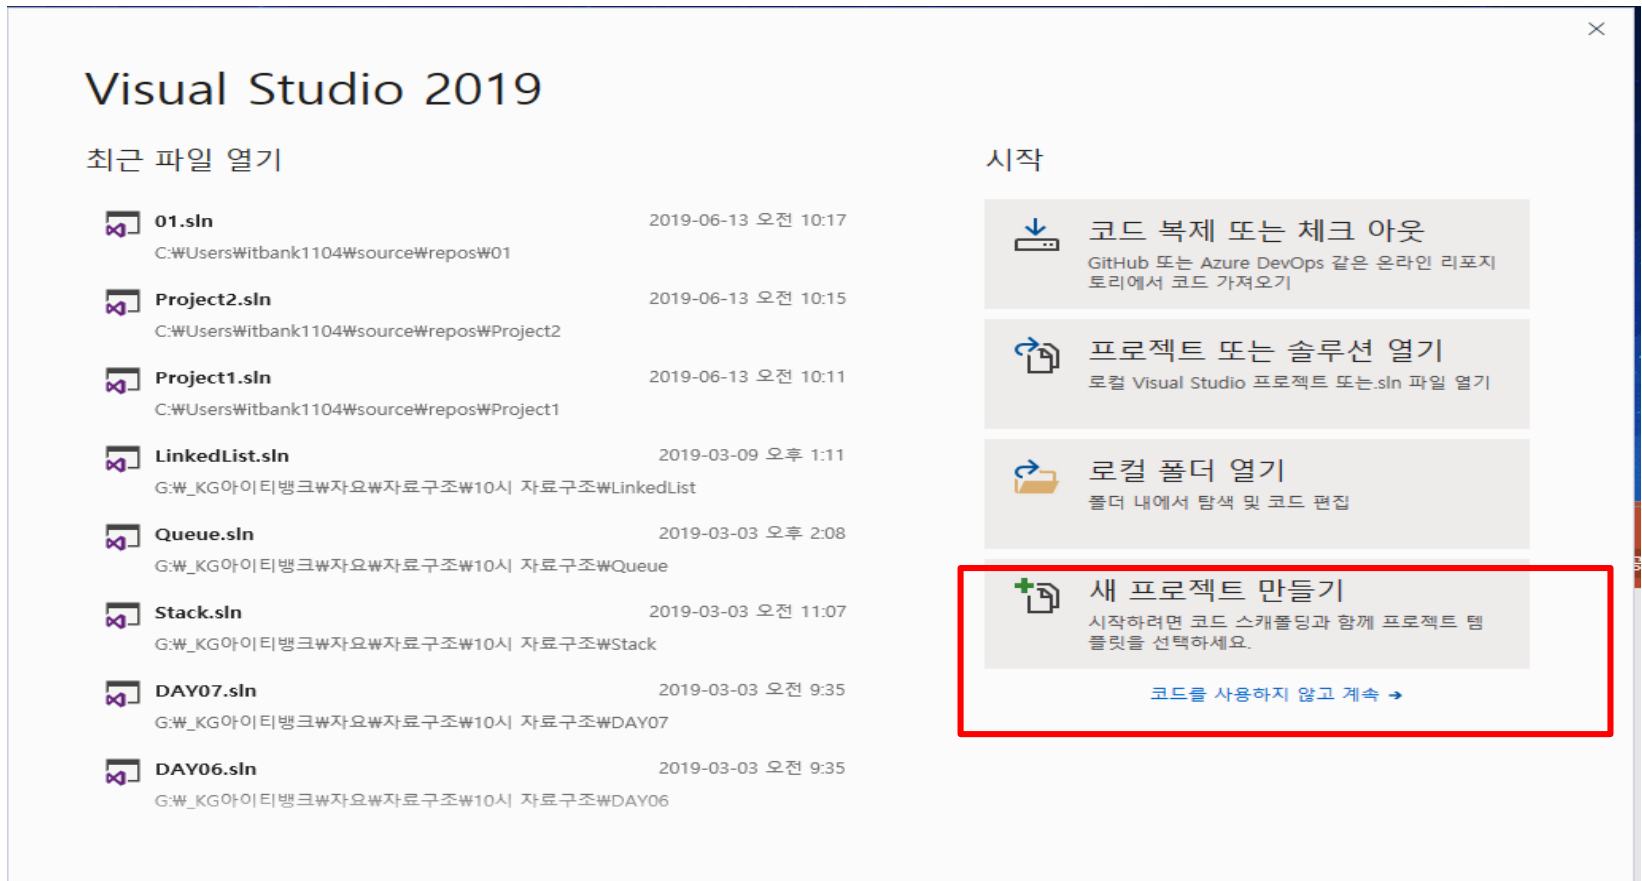 Visual Studio 2019
최근 파일 열기
01.sln 2019-06-13 오전 10:17
C:₩Users₩itbank1104₩source₩repos₩01
Project2.sln 2019-06-13 오전 10:15
C:₩Users₩itbank1104₩source₩repos₩Project2
Project1.sln 2019-06-13 오전 10:11
C:₩Users₩itbank1104₩source₩repos₩Project1
LinkedList.sln 2019-03-09 오후 1:11
G:₩_KG아이티뱅크₩자요₩자료구조₩10시 자료구조₩LinkedList
Queue.sln 2019-03-03 오후 2:08
G:₩_KG아이티뱅크₩자요₩자료구조₩10시 자료구조₩Queue
Stack.sln 2019-03-03 오전 11:07
G:₩_KG아이티뱅크₩자요₩자료구조₩10시 자료구조₩Stack
DAY07.sln 2019-03-03 오전 9:35
G:₩_KG아이티뱅크₩자요₩자료구조₩10시 자료구조₩DAY07
DAY06.sln 2019-03-03 오전 9:35
G:₩_KG아이티뱅크₩자요₩자료구조₩10시 자료구조₩DAY06
시작
코드 복제 또는 체크 아웃
GitHub 또는 Azure DevOps 같은 온라인 리포지
토리에서 코드 가져오기
프로젝트 또는 솔루션 열기
로컬 Visual Studio 프로젝트 또는.sln 파일 열기
로컬 폴더 열기
폴더 내에서 탐색 및 코드 편집
새 프로젝트 만들기
시작하려면 코드 스캐폴딩과 함께 프로젝트 템
플릿을 선택하세요.
코드를 사용하지 않고 계속 →